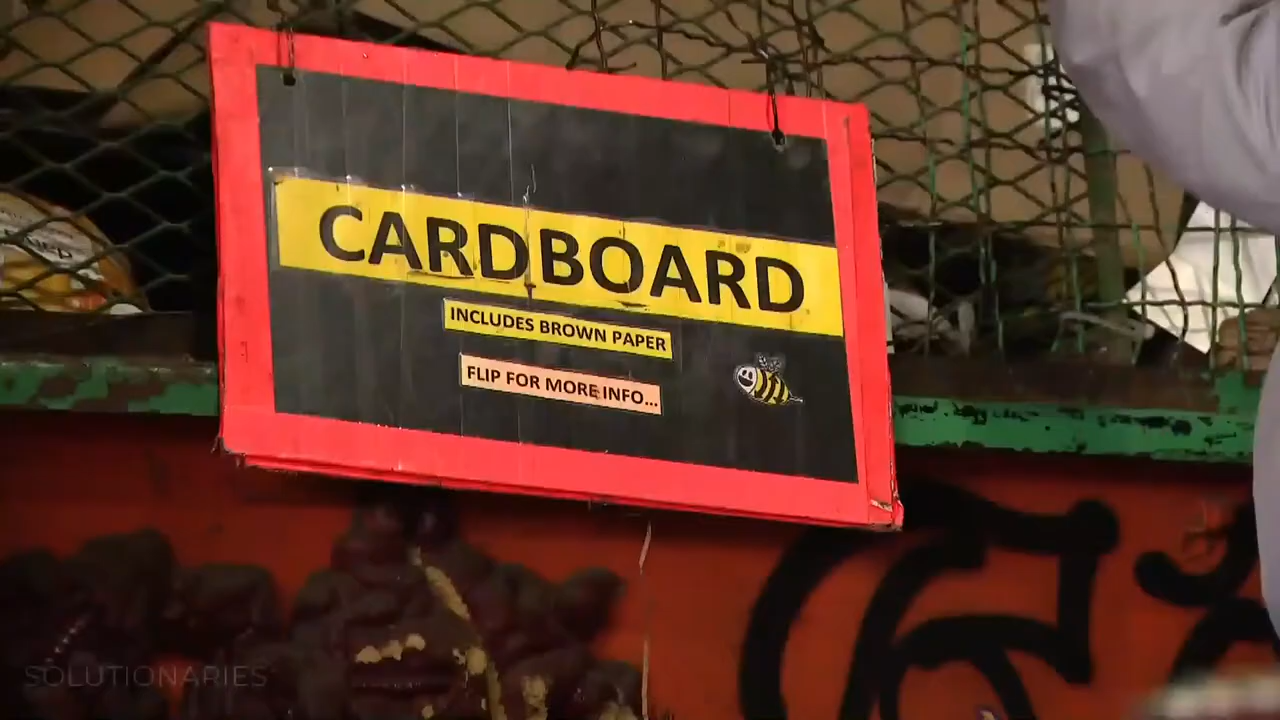 CARDBOARD
INCLUDES BROWN PAPER
FLIP FOR MORE INFO...
SOLUTIONARIES